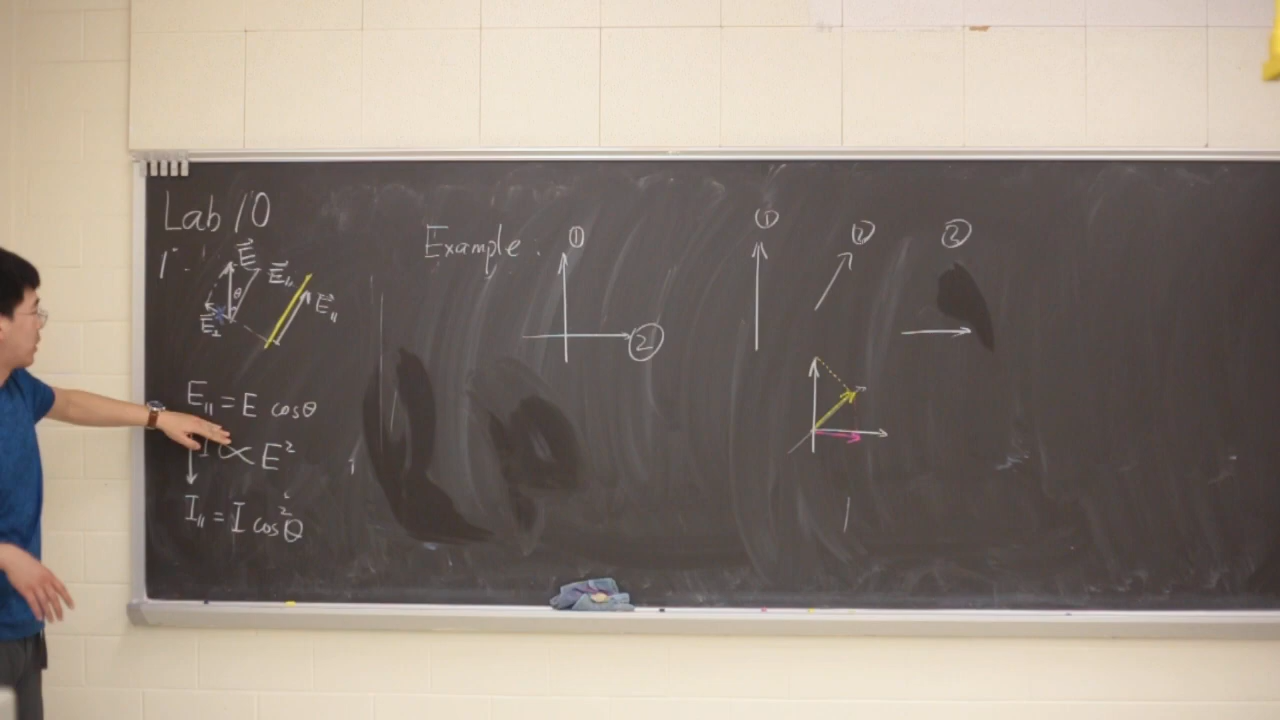 Lab 10
1.
E⃗
θ
E⃗∥
E⃗∥
E⃗⊥
E∥ = E cosθ
I ∝ E²
I∥ = I cos²θ
Example :
①
②
①
②